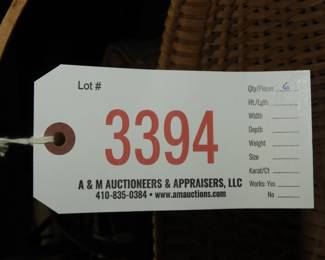 Lot #
3394
A & M AUCTIONEERS & APPRAISERS, LLC
410-835-0384 • www.amauctions.com
Qty/Pieces 6
Ht./Lgth.
Width
Depth
Weight
Size
Karat/Ct
Works: Yes
No